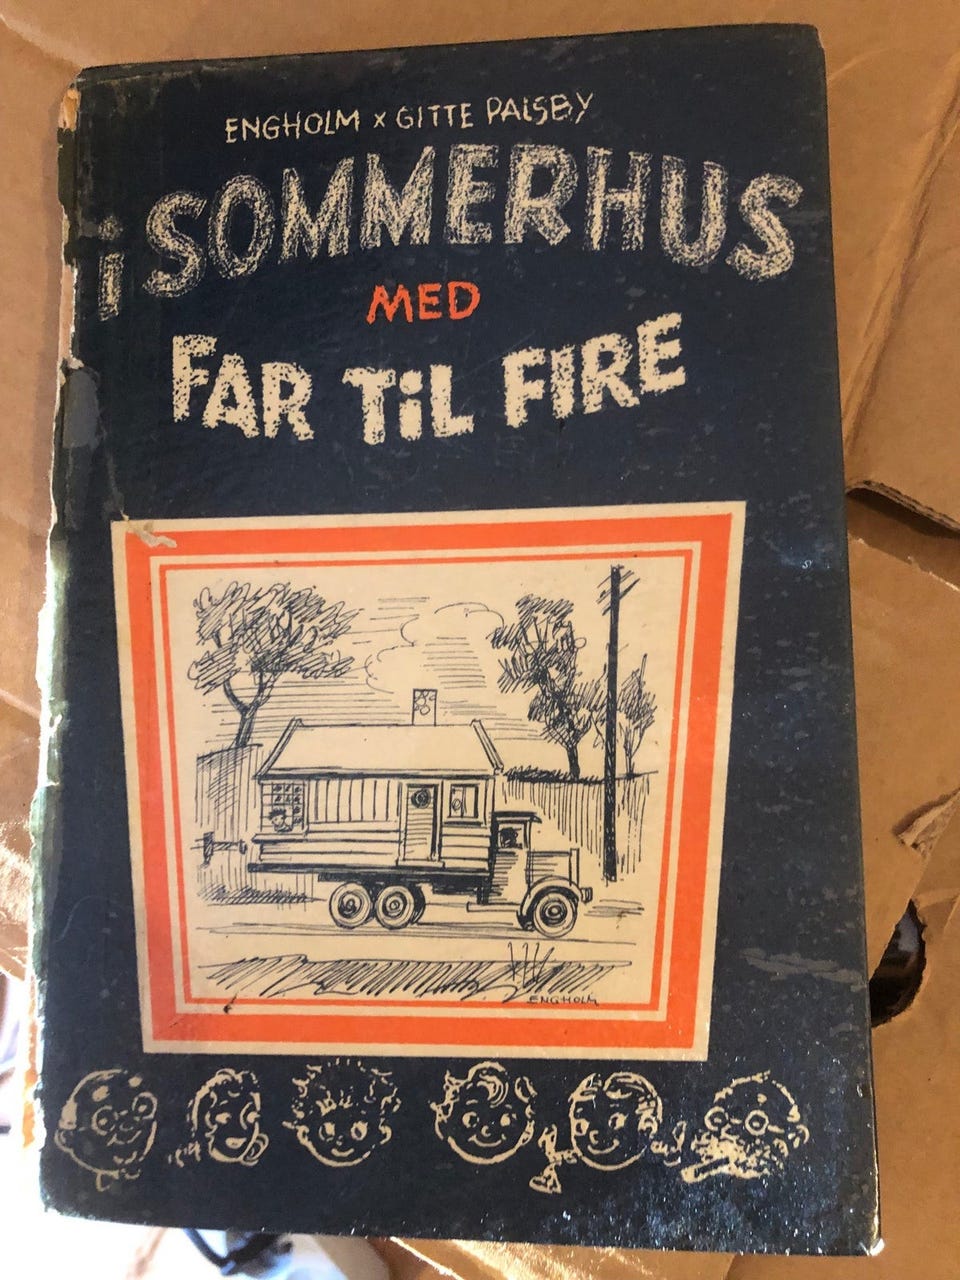 ENGHOLM x GITTE PALSBY
i SOMMERHUS
MED
FAR TiL FIRE
ENGHOLM